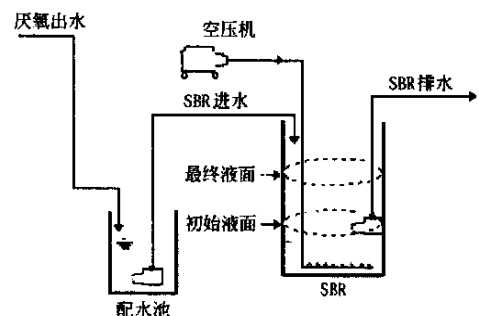 厌氧出水
空压机
SBR排水
SBR进水
最终液面
初始液面
SBR
配水池